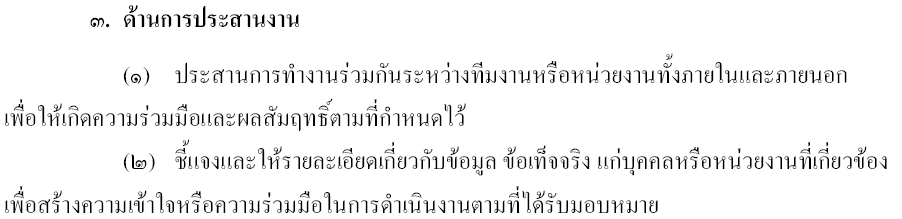 ๓. ด้านการประสานงาน
(๑) ประสานการทำงานร่วมกันระหว่างทีมงานหรือหน่วยงานทั้งภายในและภายนอก
เพื่อให้เกิดความร่วมมือและผลสัมฤทธิ์ตามที่กำหนดไว้
(๒) ชี้แจงและให้รายละเอียดเกี่ยวกับข้อมูล ข้อเท็จจริง แก่บุคคลหรือหน่วยงานที่เกี่ยวข้อง
เพื่อสร้างความเข้าใจหรือความร่วมมือในการดำเนินงานตามที่ได้รับมอบหมาย